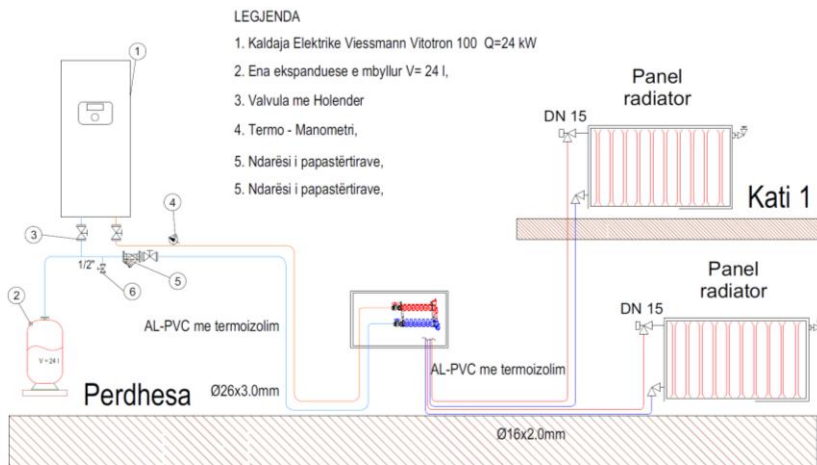 LEGJENDA
1. Kaldaja Elektrike Viessmann Vitotron 100 Q=24 kW
2. Ena ekspanduese e mbyllur V= 24 l,
3. Valvula me Holender
4. Termo - Manometri,
5. Ndarësi i papastërtirave,
5. Ndarësi i papastërtirave,
1
Panel
radiator
DN 15
Kati 1
4
3
1/2"
5
6
2
V = 24 l
AL-PVC me termoizolim
Perdhesa
Ø26x3.0mm
AL-PVC me termoizolim
Panel
radiator
DN 15
Ø16x2.0mm